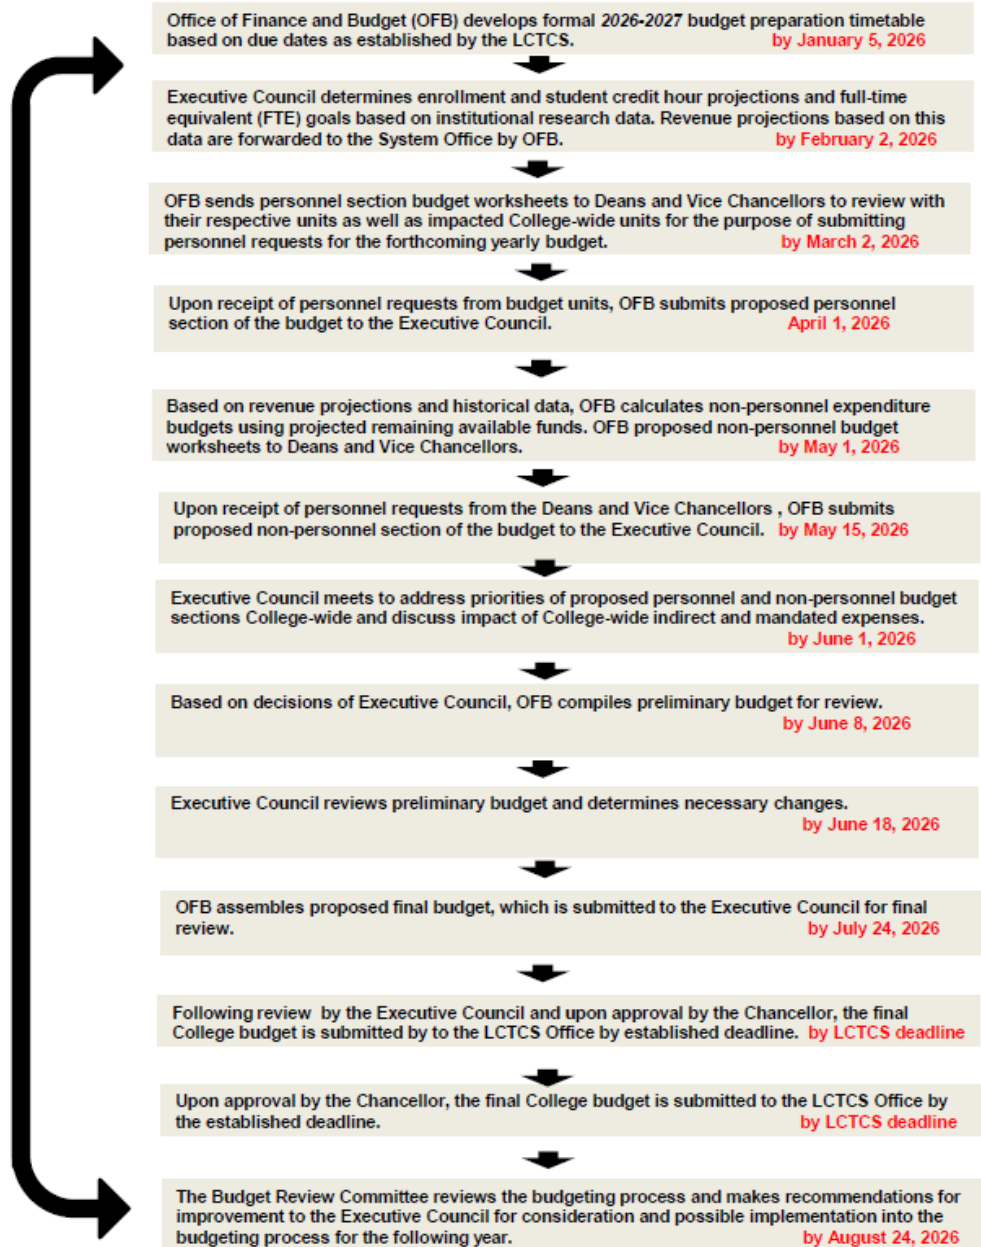 Office of Finance and Budget (OFB) develops formal 2026-2027 budget preparation timetable
based on due dates as established by the LCTCS. by January 5, 2026
Executive Council determines enrollment and student credit hour projections and full-time
equivalent (FTE) goals based on institutional research data. Revenue projections based on this
data are forwarded to the System Office by OFB. by February 2, 2026
OFB sends personnel section budget worksheets to Deans and Vice Chancellors to review with
their respective units as well as impacted College-wide units for the purpose of submitting
personnel requests for the forthcoming yearly budget. by March 2, 2026
Upon receipt of personnel requests from budget units, OFB submits proposed personnel
section of the budget to the Executive Council. April 1, 2026
Based on revenue projections and historical data, OFB calculates non-personnel expenditure
budgets using projected remaining available funds. OFB proposed non-personnel budget
worksheets to Deans and Vice Chancellors. by May 1, 2026
Upon receipt of personnel requests from the Deans and Vice Chancellors , OFB submits
proposed non-personnel section of the budget to the Executive Council. by May 15, 2026
Executive Council meets to address priorities of proposed personnel and non-personnel budget
sections College-wide and discuss impact of College-wide indirect and mandated expenses.
by June 1, 2026
Based on decisions of Executive Council, OFB compiles preliminary budget for review.
by June 8, 2026
Executive Council reviews preliminary budget and determines necessary changes.
by June 18, 2026
OFB assembles proposed final budget, which is submitted to the Executive Council for final
review. by July 24, 2026
Following review by the Executive Council and upon approval by the Chancellor, the final
College budget is submitted by to the LCTCS Office by established deadline. by LCTCS deadline
Upon approval by the Chancellor, the final College budget is submitted to the LCTCS Office by
the established deadline. by LCTCS deadline
The Budget Review Committee reviews the budgeting process and makes recommendations for
improvement to the Executive Council for consideration and possible implementation into the
budgeting process for the following year. by August 24, 2026